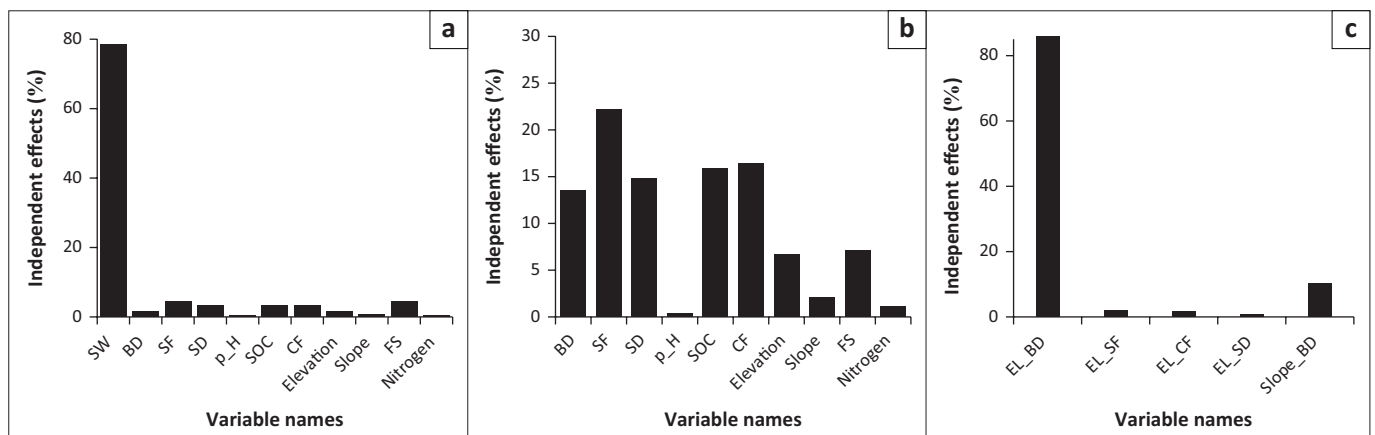 a
Independent effects (%)
80
60
40
20
0
SW
BD
SF
SD
p_H
SOC
CF
Elevation
Slope
FS
Nitrogen
Variable names
b
Independent effects (%)
30
25
20
15
10
5
0
BD
SF
SD
p_H
SOC
CF
Elevation
Slope
FS
Nitrogen
Variable names
c
Independent effects (%)
80
60
40
20
0
EL_BD
EL_SF
EL_CF
EL_SD
Slope_BD
Variable names